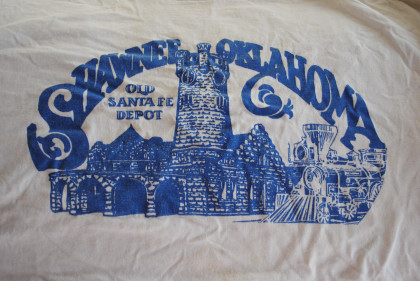 SHAWNEE, OKLAHOMA
OLD
SANTA FE
DEPOT